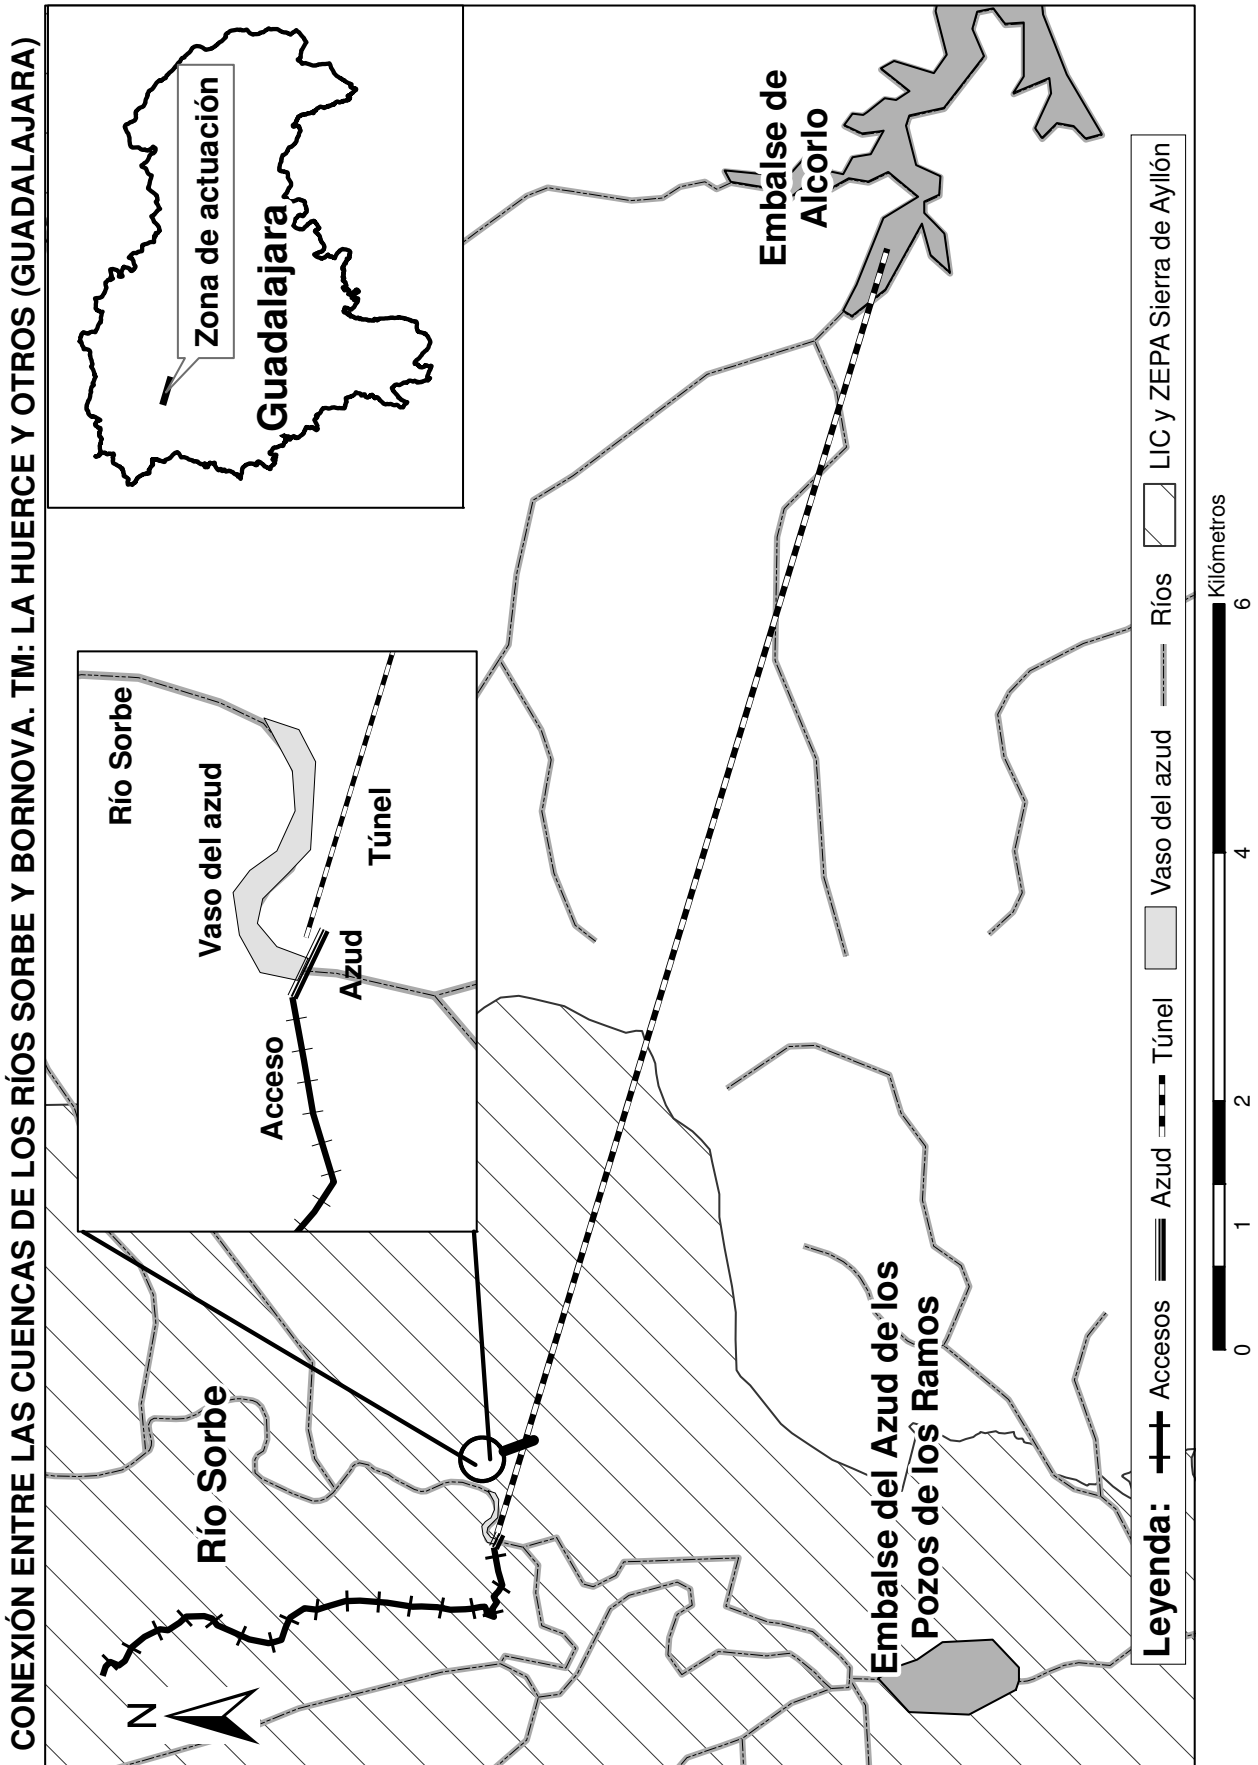 CONEXIÓN ENTRE LAS CUENCAS DE LOS RÍOS SORBE Y BORNOVA. TM: LA HUERCE Y OTROS (GUADALAJARA)
N
Río Sorbe
Acceso
Azud
Vaso del azud
Túnel
Río Sorbe
Zona de actuación
Guadalajara
Embalse de
Alcorlo
Embalse del Azud de los
Pozos de los Ramos
Leyenda:
Accesos
Azud
Túnel
Vaso del azud
Ríos
LIC y ZEPA Sierra de Ayllón
Kilómetros
0 1 2 4 6